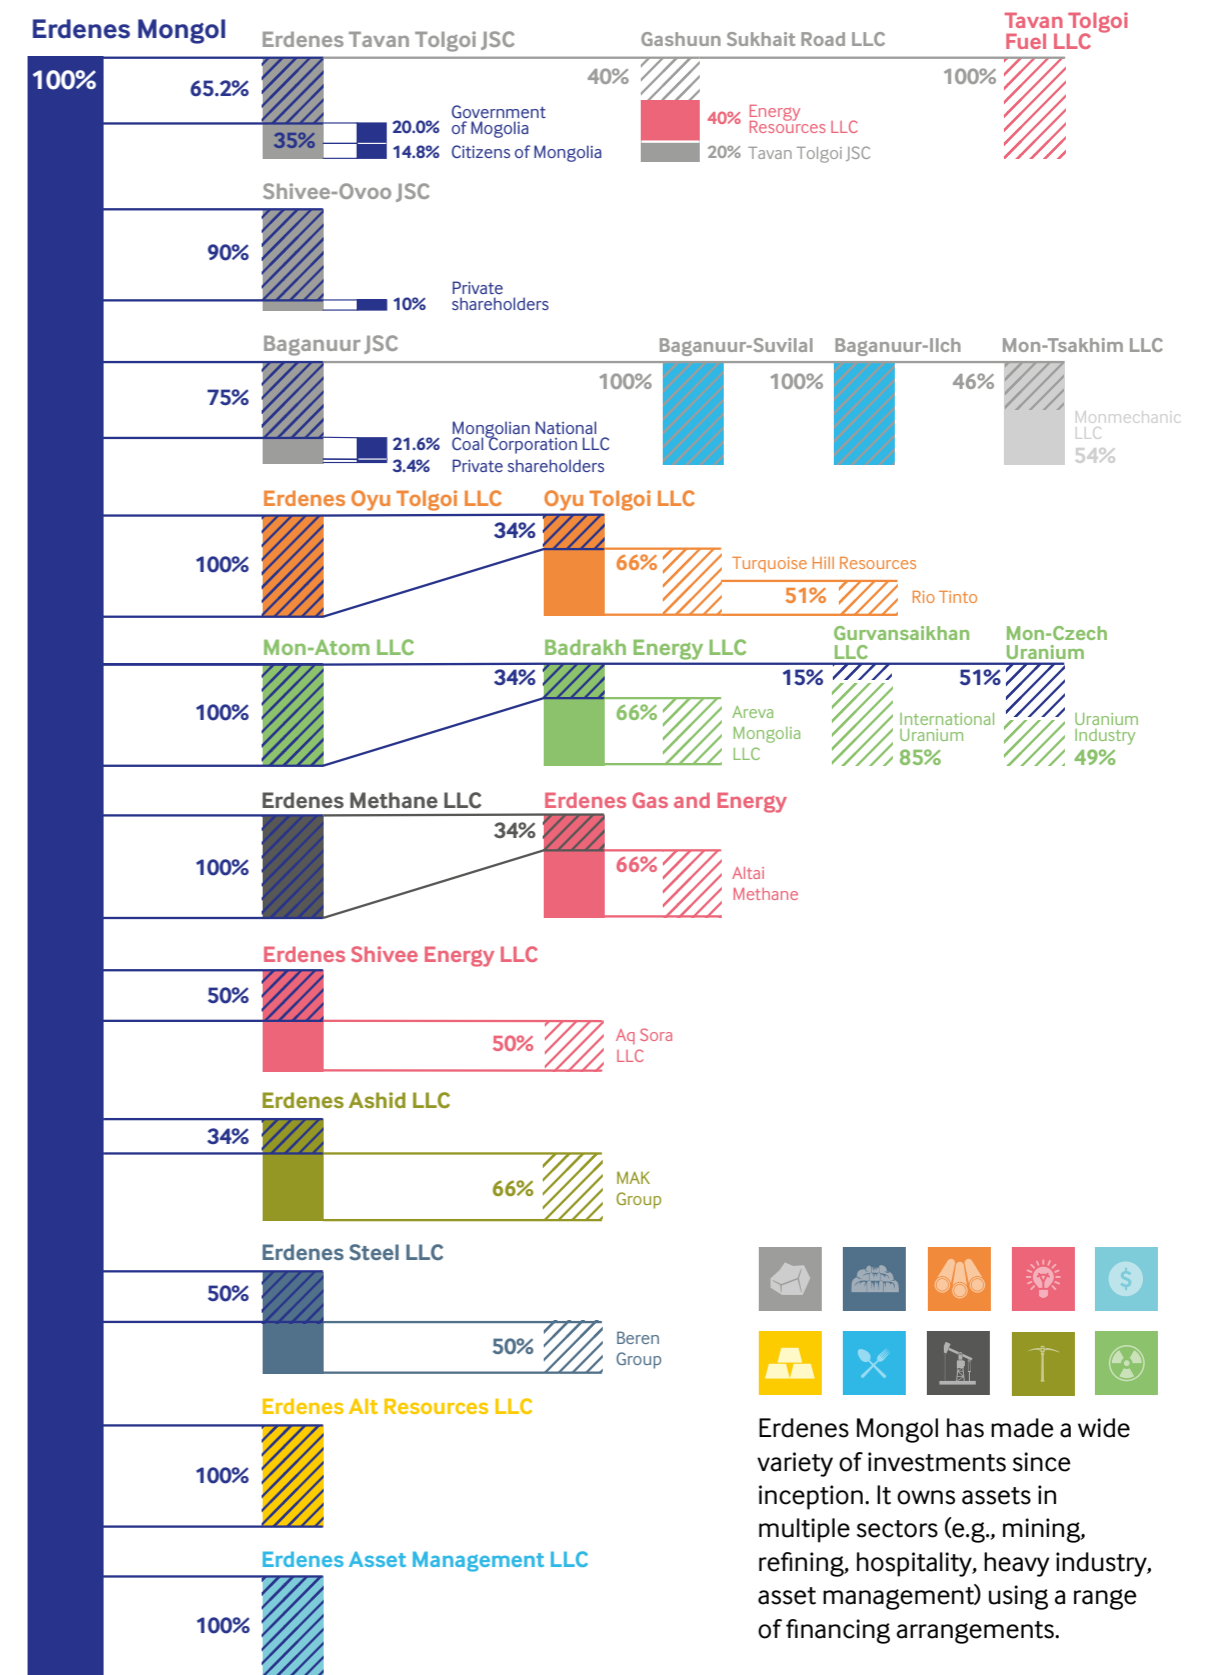 Erdenes Mongol
100%
Erdenes Tavan Tolgoi JSC
65.2%
35%
20.0%
Government
of Mogolia
14.8%
Citizens of Mongolia
Gashuun Sukhait Road LLC
40%
40%
Energy
Resources LLC
20%
Tavan Tolgoi JSC
Tavan Tolgoi
Fuel LLC
100%
Shivee-Ovoo JSC
90%
10%
Private
shareholders
Baganuur JSC
75%
21.6%
Mongolian National
Coal Corporation LLC
3.4%
Private shareholders
Baganuur-Suvilal
100%
Baganuur-Ilch
100%
Mon-Tsakhim LLC
46%
Monmechanic
LLC
54%
Erdenes Oyu Tolgoi LLC
100%
Oyu Tolgoi LLC
34%
66%
Turquoise Hill Resources
51%
Rio Tinto
Mon-Atom LLC
100%
Badrakh Energy LLC
34%
66%
Areva
Mongolia
LLC
Gurvansaikhan
LLC
15%
International
Uranium
85%
Mon-Czech
Uranium
51%
Uranium
Industry
49%
Erdenes Methane LLC
100%
Erdenes Gas and Energy
34%
66%
Altai
Methane
Erdenes Shivee Energy LLC
50%
50%
Aq Sora
LLC
Erdenes Ashid LLC
34%
66%
MAK
Group
Erdenes Steel LLC
50%
50%
Beren
Group
Erdenes Alt Resources LLC
100%
Erdenes Asset Management LLC
100%
$
Erdenes Mongol has made a wide
variety of investments since
inception. It owns assets in
multiple sectors (e.g., mining,
refining, hospitality, heavy industry,
asset management) using a range
of financing arrangements.